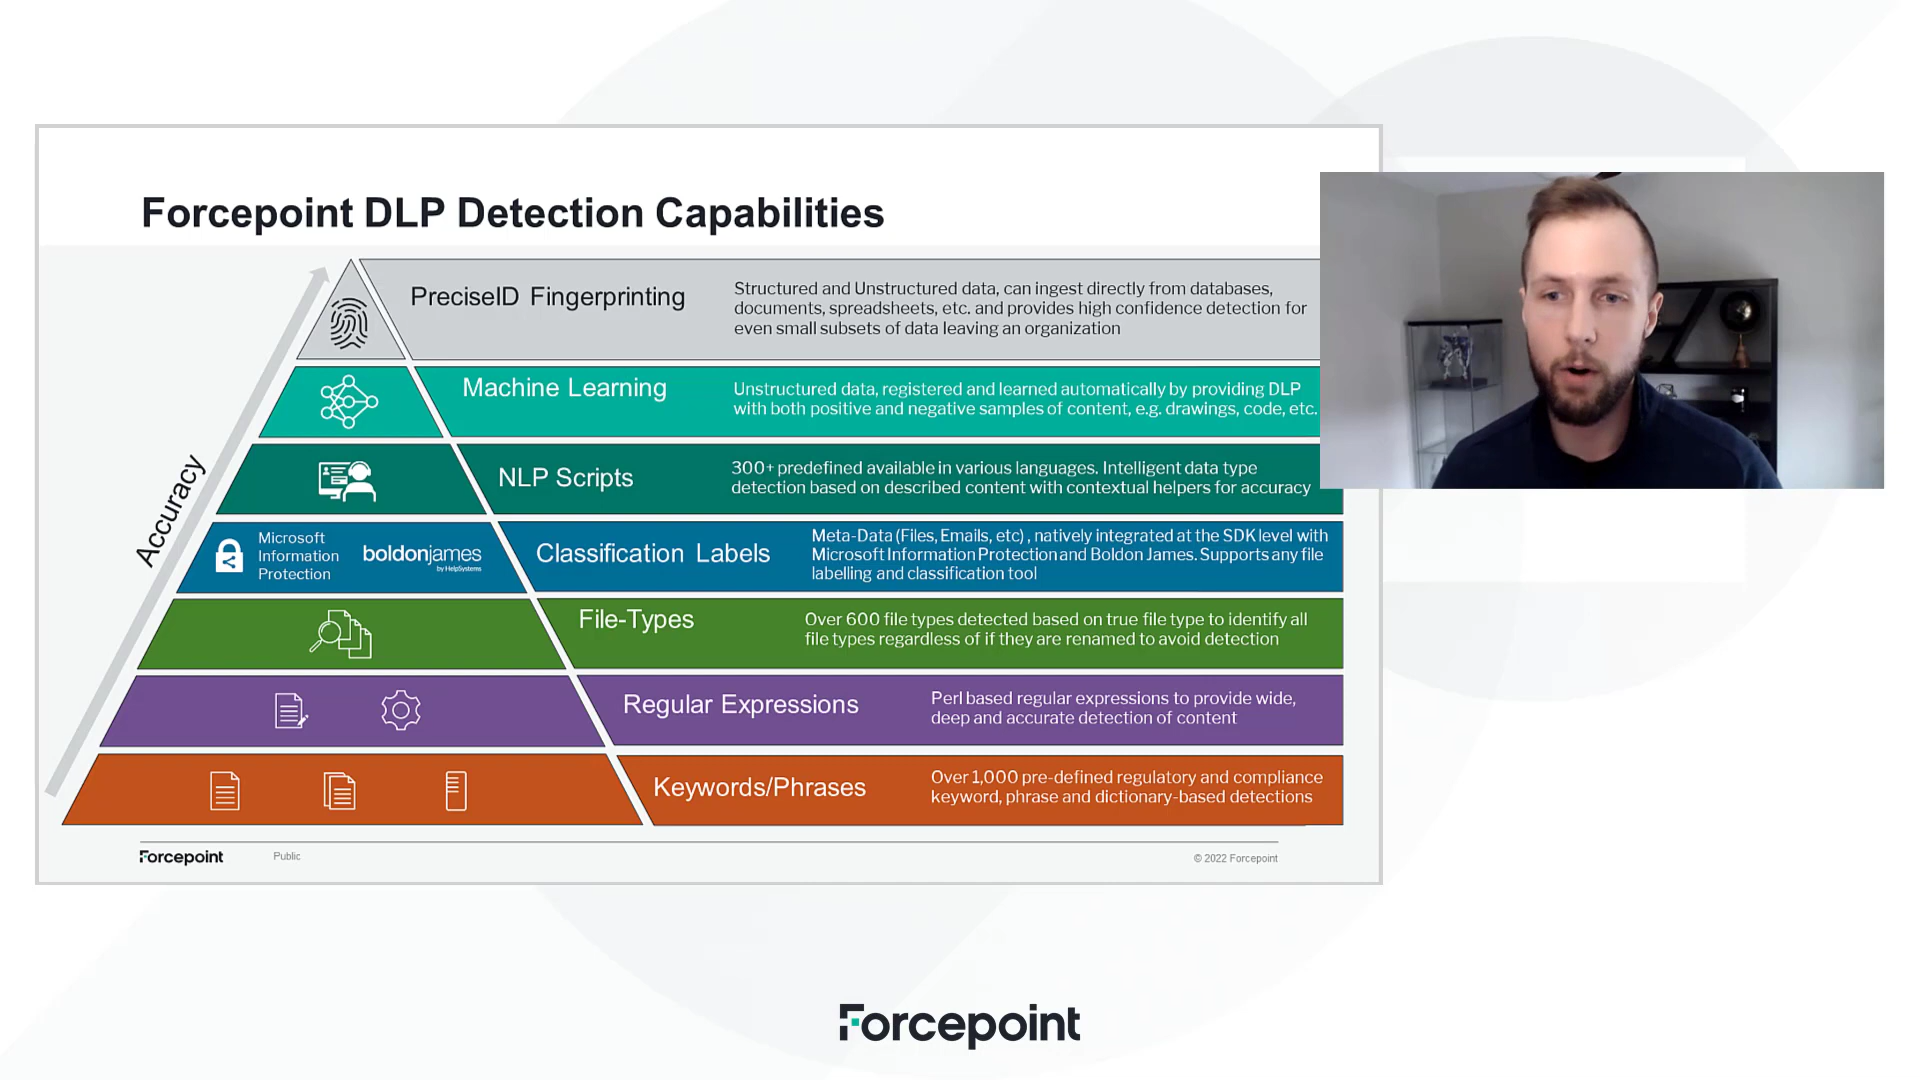 Forcepoint DLP Detection Capabilities
Accuracy
PreciseID Fingerprinting
Structured and Unstructured data, can ingest directly from databases,
documents, spreadsheets, etc. and provides high confidence detection for
even small subsets of data leaving an organization
Machine Learning
Unstructured data, registered and learned automatically by providing DLP
with both positive and negative samples of content, e.g. drawings, code, etc.
NLP Scripts
300+ predefined available in various languages. Intelligent data type
detection based on described content with contextual helpers for accuracy
Microsoft
Information
Protection
boldonjames
by HelpSystems
Classification Labels
Meta-Data (Files, Emails, etc) , natively integrated at the SDK level with
Microsoft Information Protection and Boldon James. Supports any file
labelling and classification tool
File-Types
Over 600 file types detected based on true file type to identify all
file types regardless of if they are renamed to avoid detection
Regular Expressions
Perl based regular expressions to provide wide,
deep and accurate detection of content
Keywords/Phrases
Over 1,000 pre-defined regulatory and compliance
keyword, phrase and dictionary-based detections
Forcepoint
Public
© 2022 Forcepoint
Forcepoint